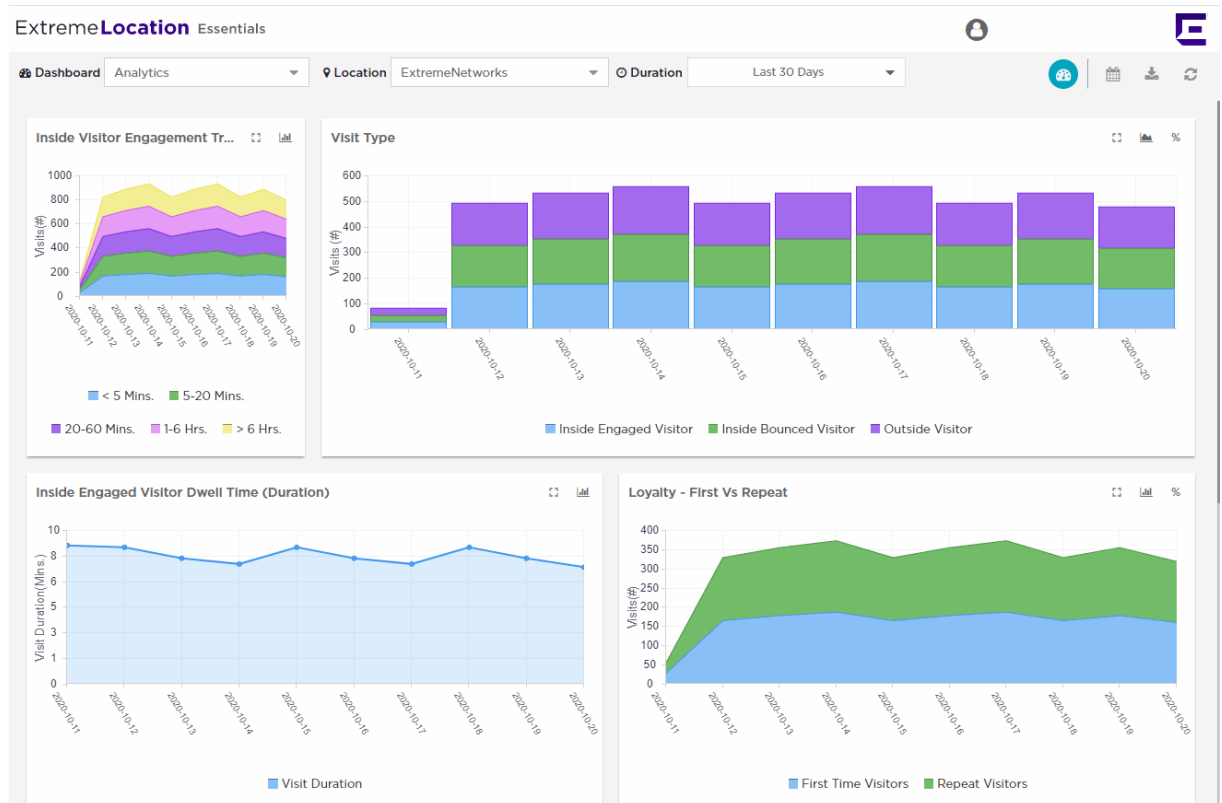 ExtremeLocation Essentials
Dashboard Analytics Location ExtremeNetworks Duration Last 30 Days
Inside Visitor Engagement Tr...
1000
800
600
400
200
0
Visits(#)
2020-10-11 2020-10-12 2020-10-13 2020-10-14 2020-10-15 2020-10-16 2020-10-17 2020-10-18 2020-10-19 2020-10-20
< 5 Mins. 5-20 Mins.
20-60 Mins. 1-6 Hrs. > 6 Hrs.
Visit Type %
600
500
400
300
200
100
0
Visits (#)
2020-10-11 2020-10-12 2020-10-13 2020-10-14 2020-10-15 2020-10-16 2020-10-17 2020-10-18 2020-10-19 2020-10-20
Inside Engaged Visitor Inside Bounced Visitor Outside Visitor
Inside Engaged Visitor Dwell Time (Duration)
10
8
6
5
3
1
0
Visit Duration(Mins.)
2020-10-11 2020-10-12 2020-10-13 2020-10-14 2020-10-15 2020-10-16 2020-10-17 2020-10-18 2020-10-19 2020-10-20
Visit Duration
Loyalty - First Vs Repeat %
400
350
300
250
200
150
100
50
0
Visits(#)
2020-10-11 2020-10-12 2020-10-13 2020-10-14 2020-10-15 2020-10-16 2020-10-17 2020-10-18 2020-10-19 2020-10-20
First Time Visitors Repeat Visitors